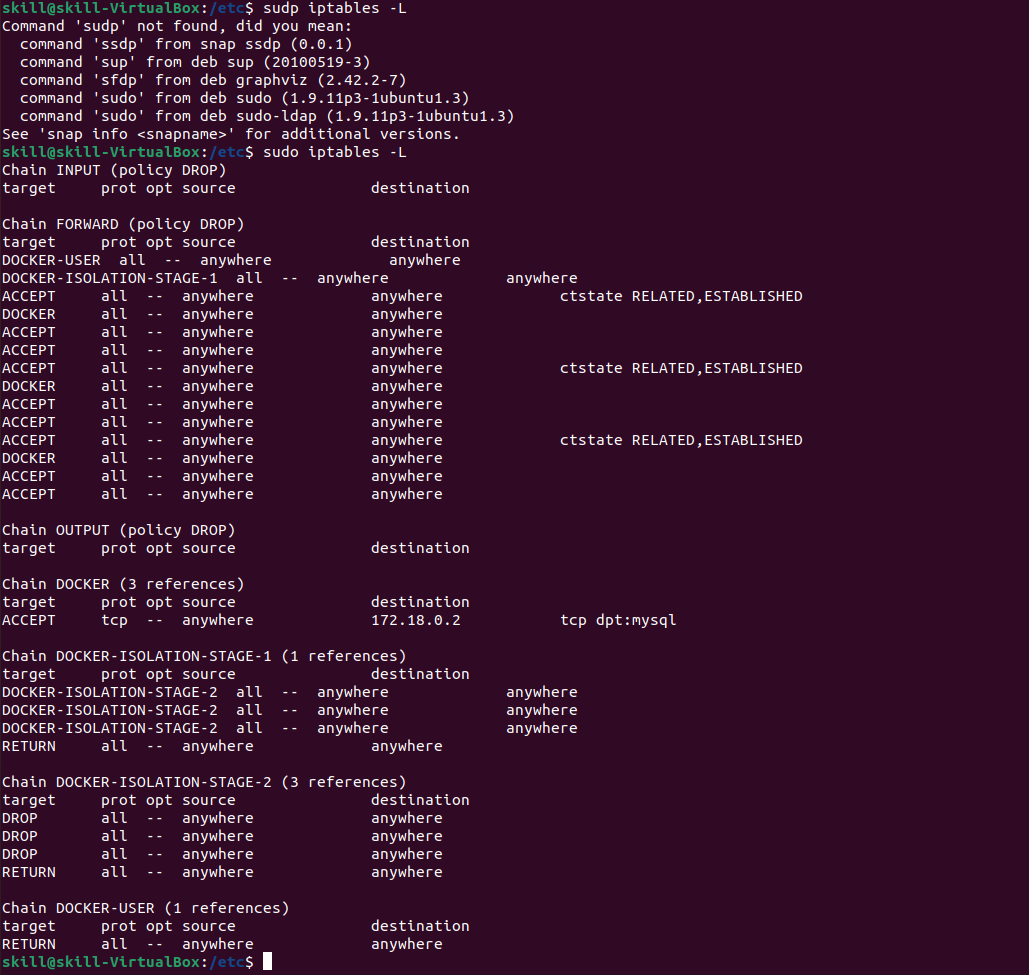 skill@skill-VirtualBox:/etc$ sudp iptables -L
Command 'sudp' not found, did you mean:
  command 'ssdp' from snap ssdp (0.0.1)
  command 'sup' from deb sup (20100519-3)
  command 'sfdp' from deb graphviz (2.42.2-7)
  command 'sudo' from deb sudo (1.9.11p3-1ubuntu1.3)
  command 'sudo' from deb sudo-ldap (1.9.11p3-1ubuntu1.3)
See 'snap info <snapname>' for additional versions.
skill@skill-VirtualBox:/etc$ sudo iptables -L
Chain INPUT (policy DROP)
target     prot opt source               destination

Chain FORWARD (policy DROP)
target     prot opt source               destination
DOCKER-USER  all  --  anywhere             anywhere
DOCKER-ISOLATION-STAGE-1  all  --  anywhere             anywhere
ACCEPT     all  --  anywhere             anywhere             ctstate RELATED,ESTABLISHED
DOCKER     all  --  anywhere             anywhere
ACCEPT     all  --  anywhere             anywhere
ACCEPT     all  --  anywhere             anywhere
ACCEPT     all  --  anywhere             anywhere             ctstate RELATED,ESTABLISHED
DOCKER     all  --  anywhere             anywhere
ACCEPT     all  --  anywhere             anywhere
ACCEPT     all  --  anywhere             anywhere
ACCEPT     all  --  anywhere             anywhere             ctstate RELATED,ESTABLISHED
DOCKER     all  --  anywhere             anywhere
ACCEPT     all  --  anywhere             anywhere
ACCEPT     all  --  anywhere             anywhere

Chain OUTPUT (policy DROP)
target     prot opt source               destination

Chain DOCKER (3 references)
target     prot opt source               destination
ACCEPT     tcp  --  anywhere             172.18.0.2           tcp dpt:mysql

Chain DOCKER-ISOLATION-STAGE-1 (1 references)
target     prot opt source               destination
DOCKER-ISOLATION-STAGE-2  all  --  anywhere             anywhere
DOCKER-ISOLATION-STAGE-2  all  --  anywhere             anywhere
DOCKER-ISOLATION-STAGE-2  all  --  anywhere             anywhere
RETURN     all  --  anywhere             anywhere

Chain DOCKER-ISOLATION-STAGE-2 (3 references)
target     prot opt source               destination
DROP       all  --  anywhere             anywhere
DROP       all  --  anywhere             anywhere
DROP       all  --  anywhere             anywhere
RETURN     all  --  anywhere             anywhere

Chain DOCKER-USER (1 references)
target     prot opt source               destination
RETURN     all  --  anywhere             anywhere
skill@skill-VirtualBox:/etc$